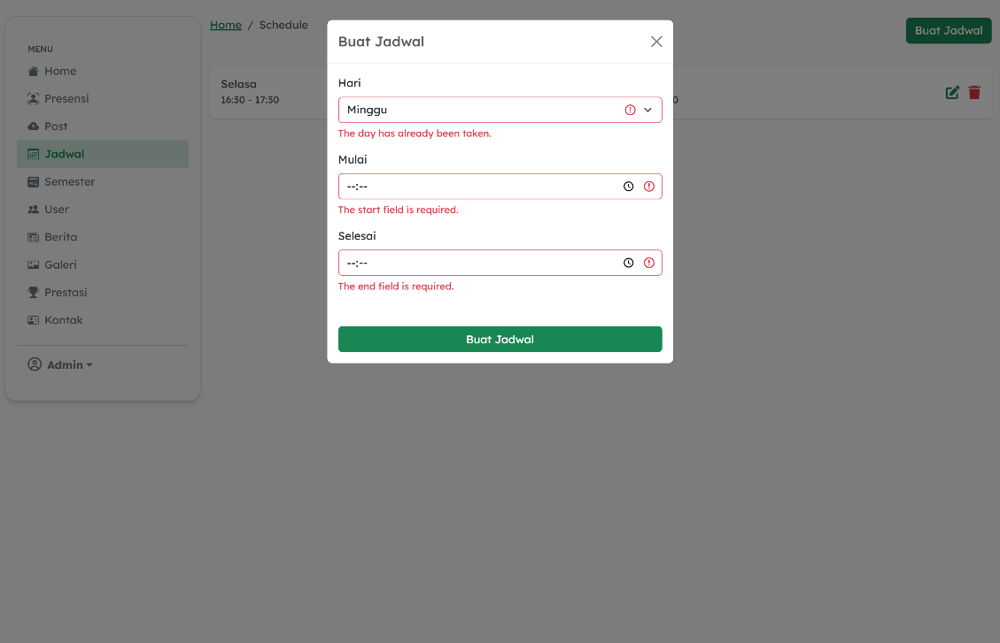 MENU
Home
Presensi
Post
Jadwal
Semester
User
Berita
Galeri
Prestasi
Kontak
Admin
Home / Schedule
Buat Jadwal
Selasa
16:30 - 17:30
Buat Jadwal
Hari
Minggu
The day has already been taken.
Mulai
--:--
The start field is required.
Selesai
--:--
The end field is required.
Buat Jadwal